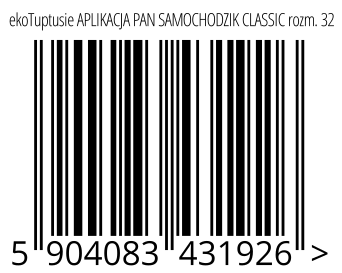 ekoTuptusie APLIKACJA PAN SAMOCHODZIK CLASSIC rozm. 32
5 904083 431926 >